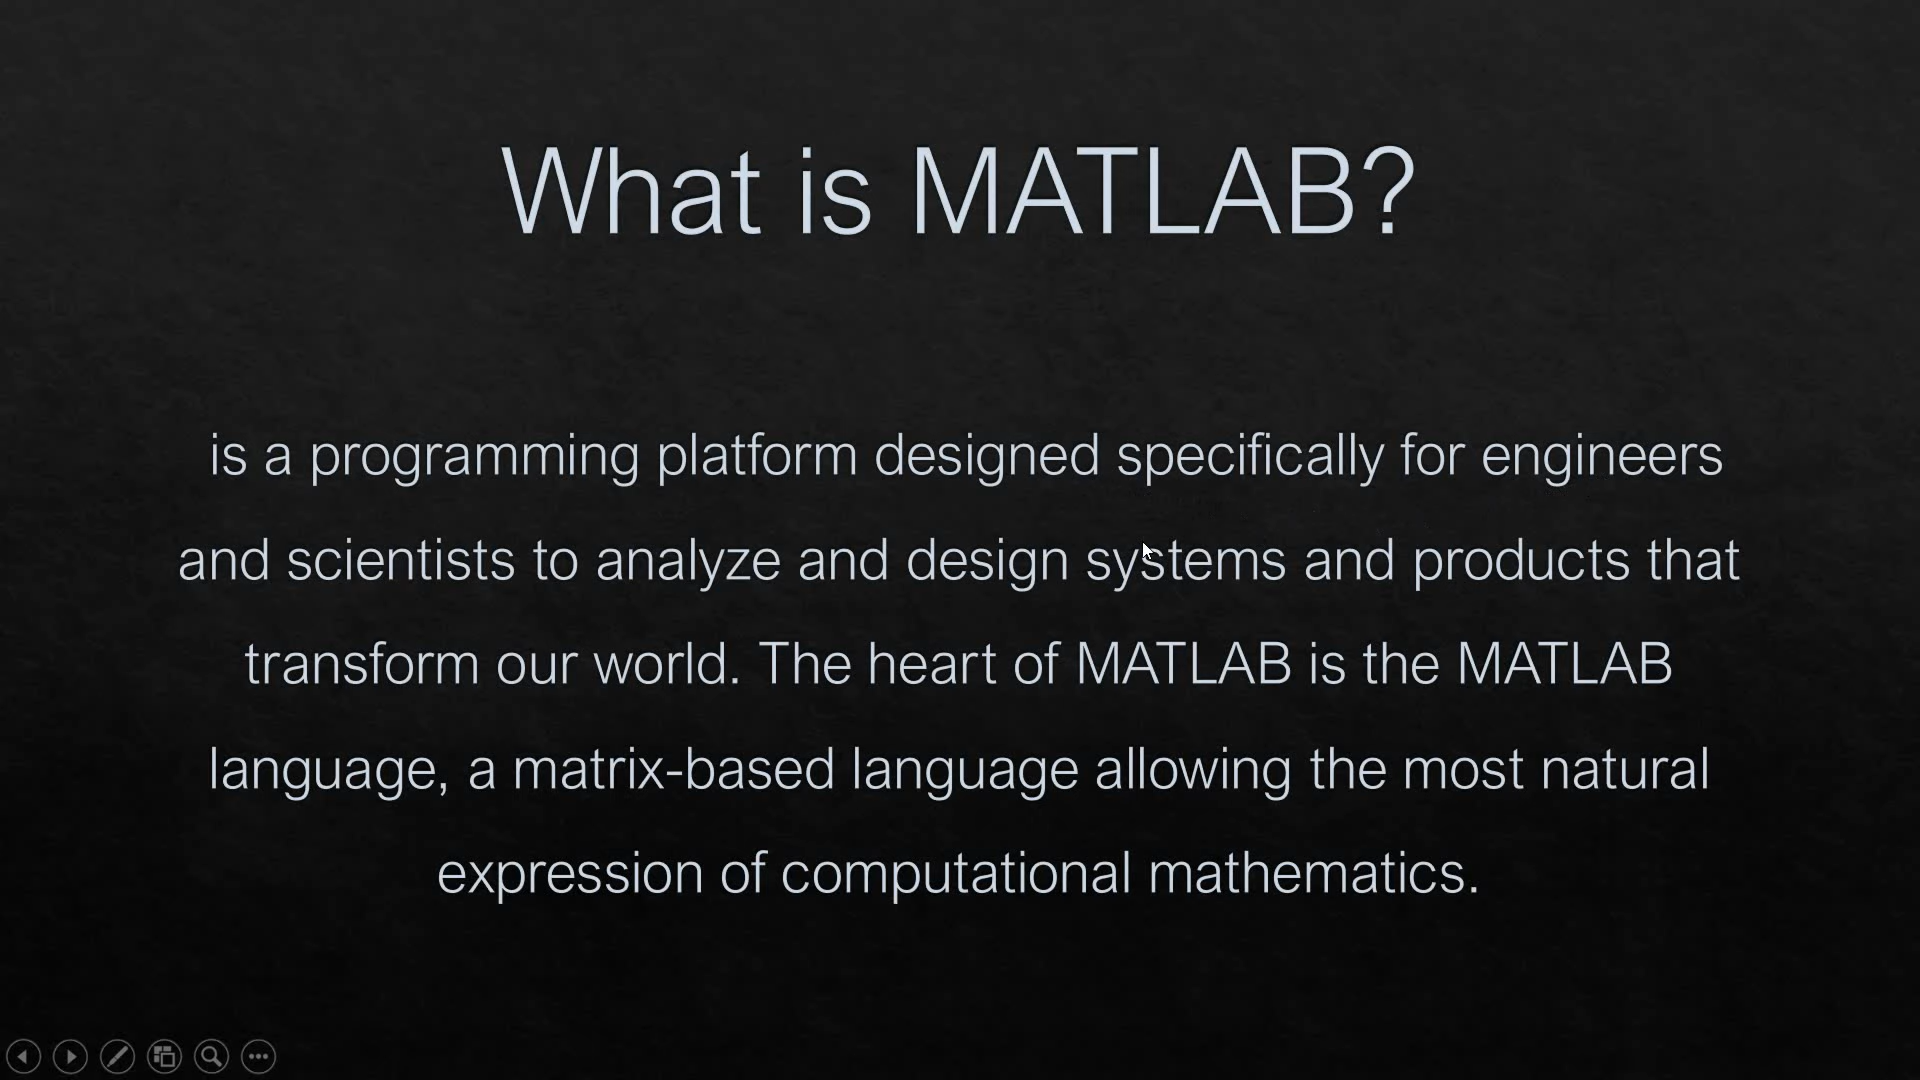 What is MATLAB?
is a programming platform designed specifically for engineers
and scientists to analyze and design systems and products that
transform our world. The heart of MATLAB is the MATLAB
language, a matrix-based language allowing the most natural
expression of computational mathematics.